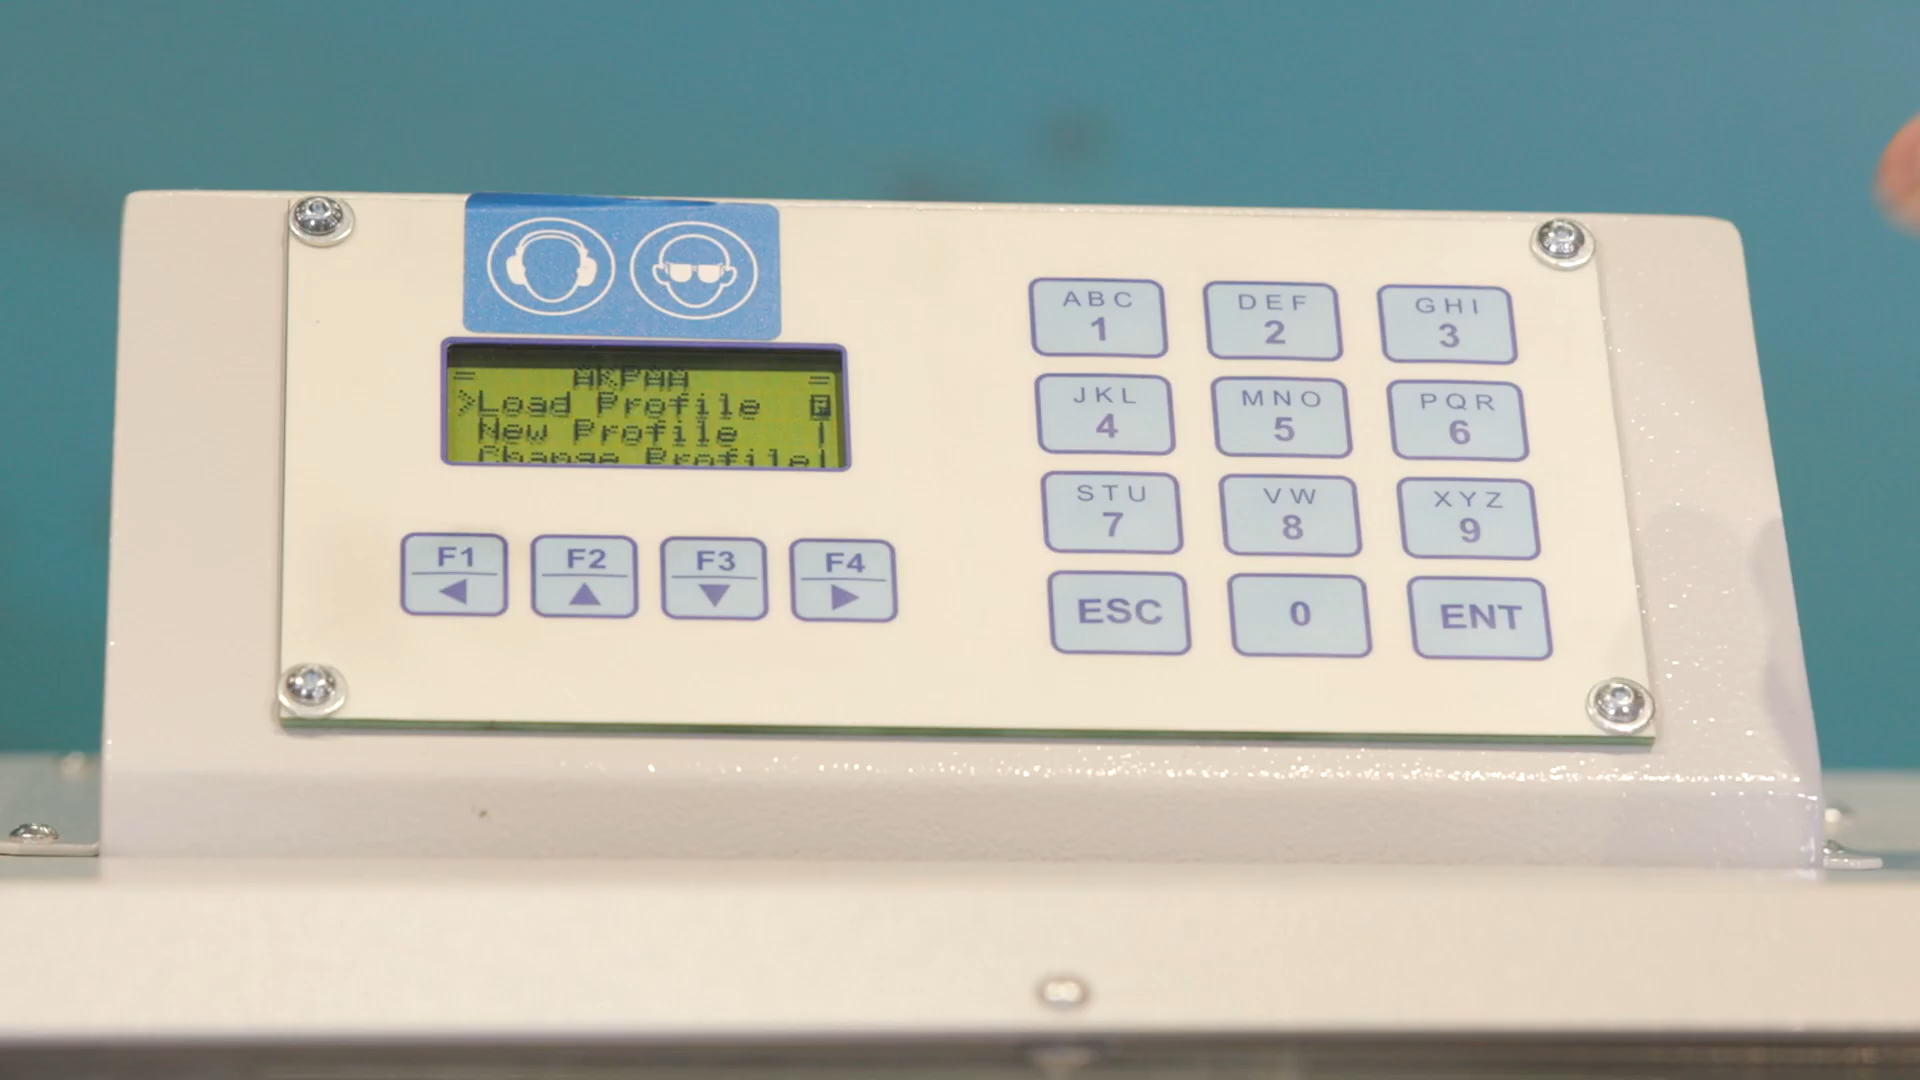 = ARPAA =
>Load Profile
New Profile
Change Profile
F1
F2
F3
F4
ABC
1
DEF
2
GHI
3
JKL
4
MNO
5
PQR
6
STU
7
VW
8
XYZ
9
ESC
0
ENT